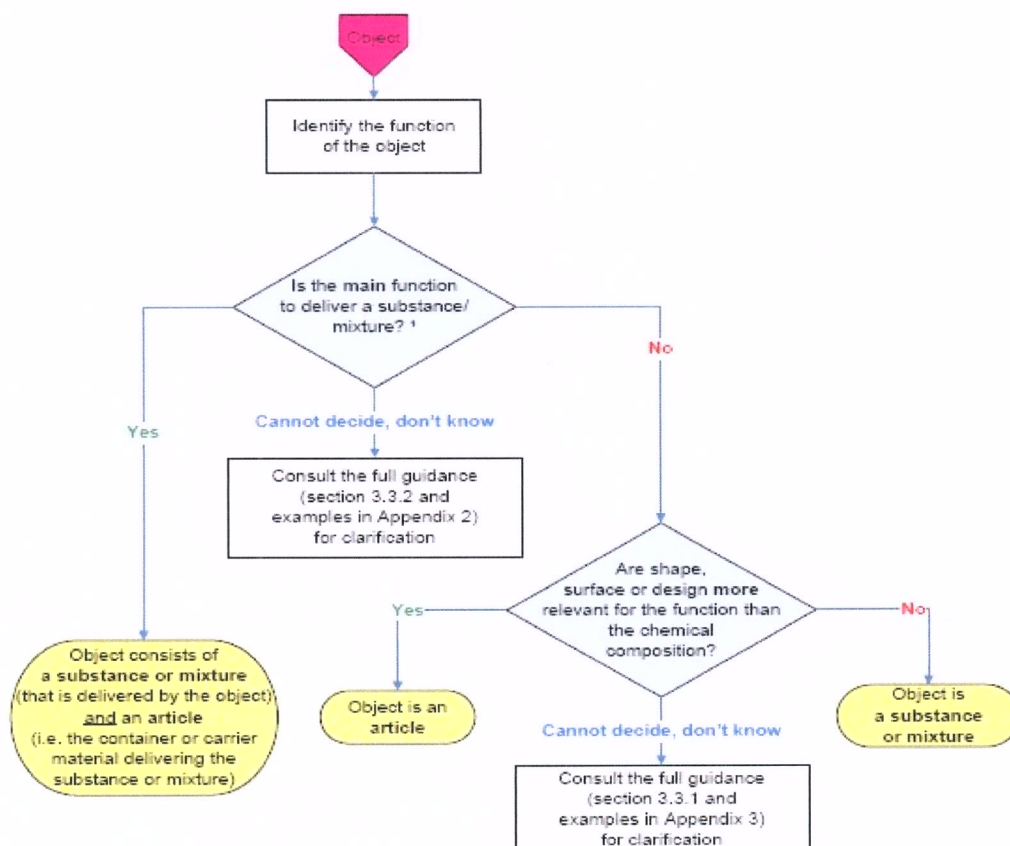 Object
Identify the function
of the object
Is the main function
to deliver a substance/
mixture? ¹
No
Yes
Cannot decide, don't know
Consult the full guidance
(section 3.3.2 and
examples in Appendix 2)
for clarification
Are shape,
surface or design more
relevant for the function than
the chemical
composition?
Yes
No
Object consists of
a substance or mixture
(that is delivered by the object)
and an article
(i.e. the container or carrier
material delivering the
substance or mixture)
Object is an
article
Object is
a substance
or mixture
Cannot decide, don't know
Consult the full guidance
(section 3.3.1 and
examples in Appendix 3)
for clarification